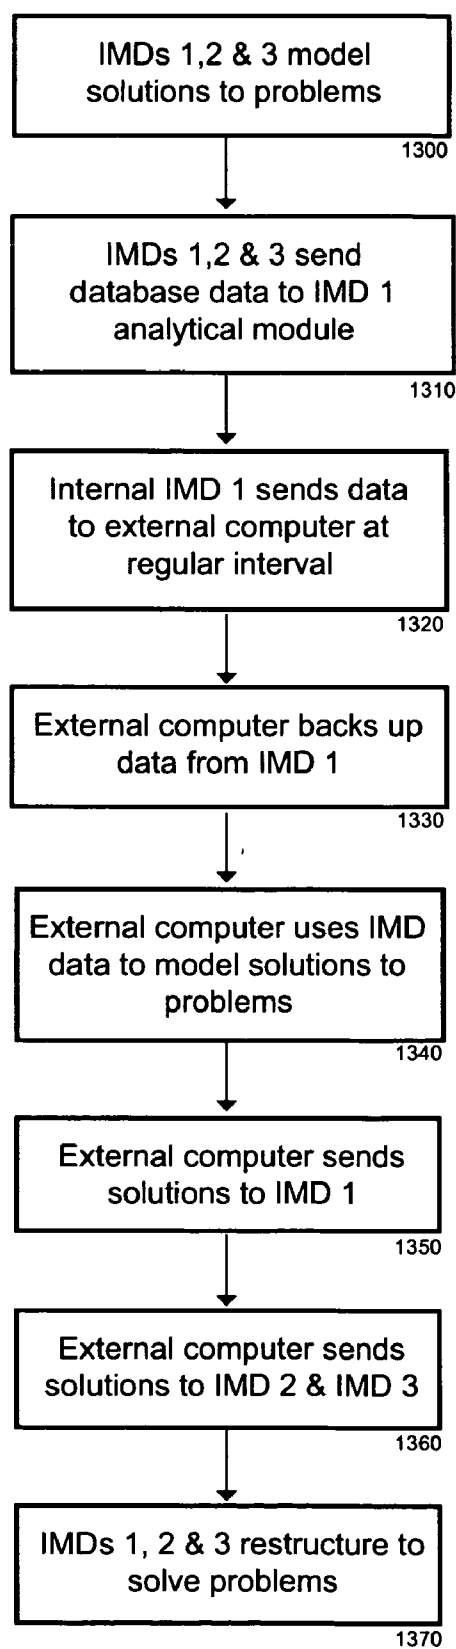 IMDs 1,2 & 3 model
solutions to problems
1300
IMDs 1,2 & 3 send
database data to IMD 1
analytical module
1310
Internal IMD 1 sends data
to external computer at
regular interval
1320
External computer backs up
data from IMD 1
1330
External computer uses IMD
data to model solutions to
problems
1340
External computer sends
solutions to IMD 1
1350
External computer sends
solutions to IMD 2 & IMD 3
1360
IMDs 1, 2 & 3 restructure to
solve problems
1370